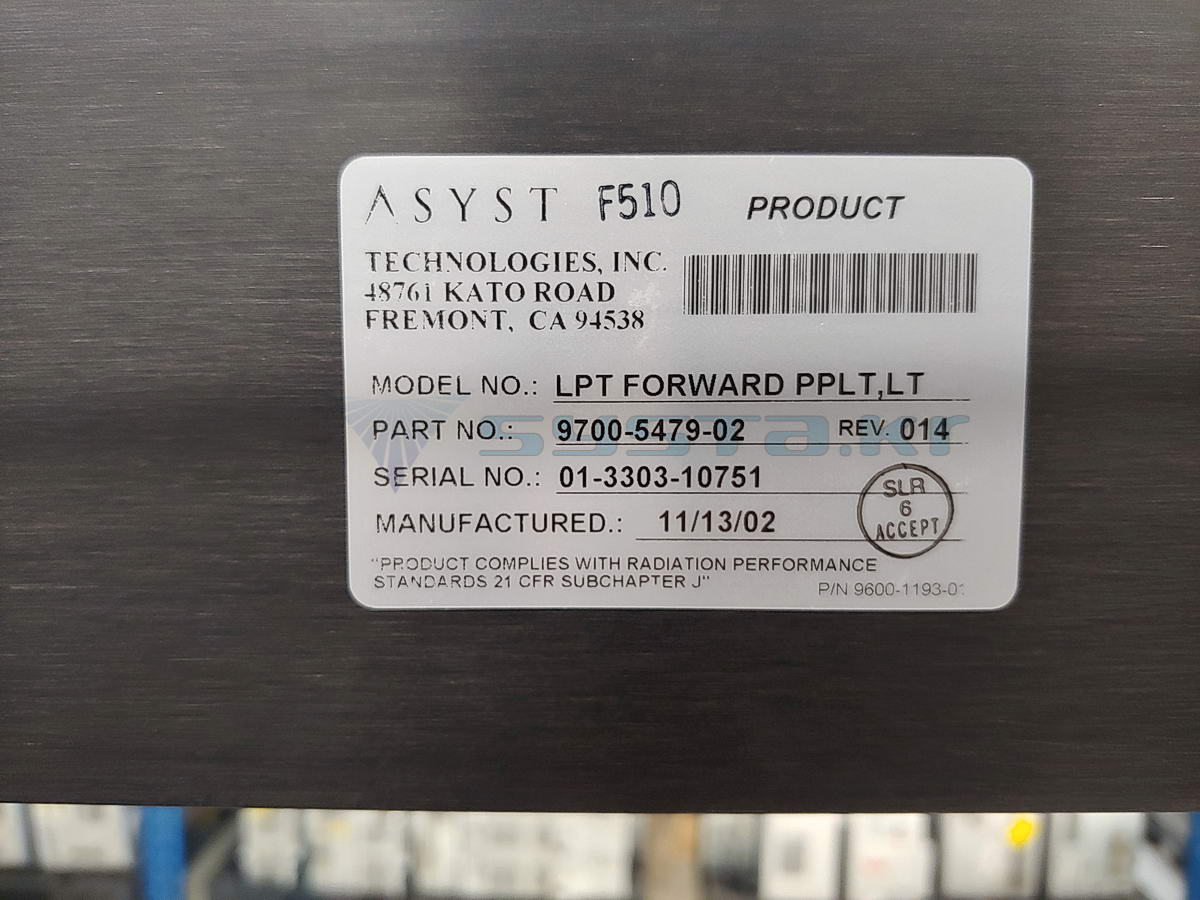 ASYST F510 PRODUCT
TECHNOLOGIES, INC.
48761 KATO ROAD
FREMONT, CA 94538
MODEL NO.: LPT FORWARD PPLT,LT
PART NO.: 9700-5479-02 REV. 014
SERIAL NO.: 01-3303-10751
MANUFACTURED.: 11/13/02
SLR
6
ACCEPT
"PRODUCT COMPLIES WITH RADIATION PERFORMANCE
STANDARDS 21 CFR SUBCHAPTER J"
P/N 9600-1193-01
systa.kr